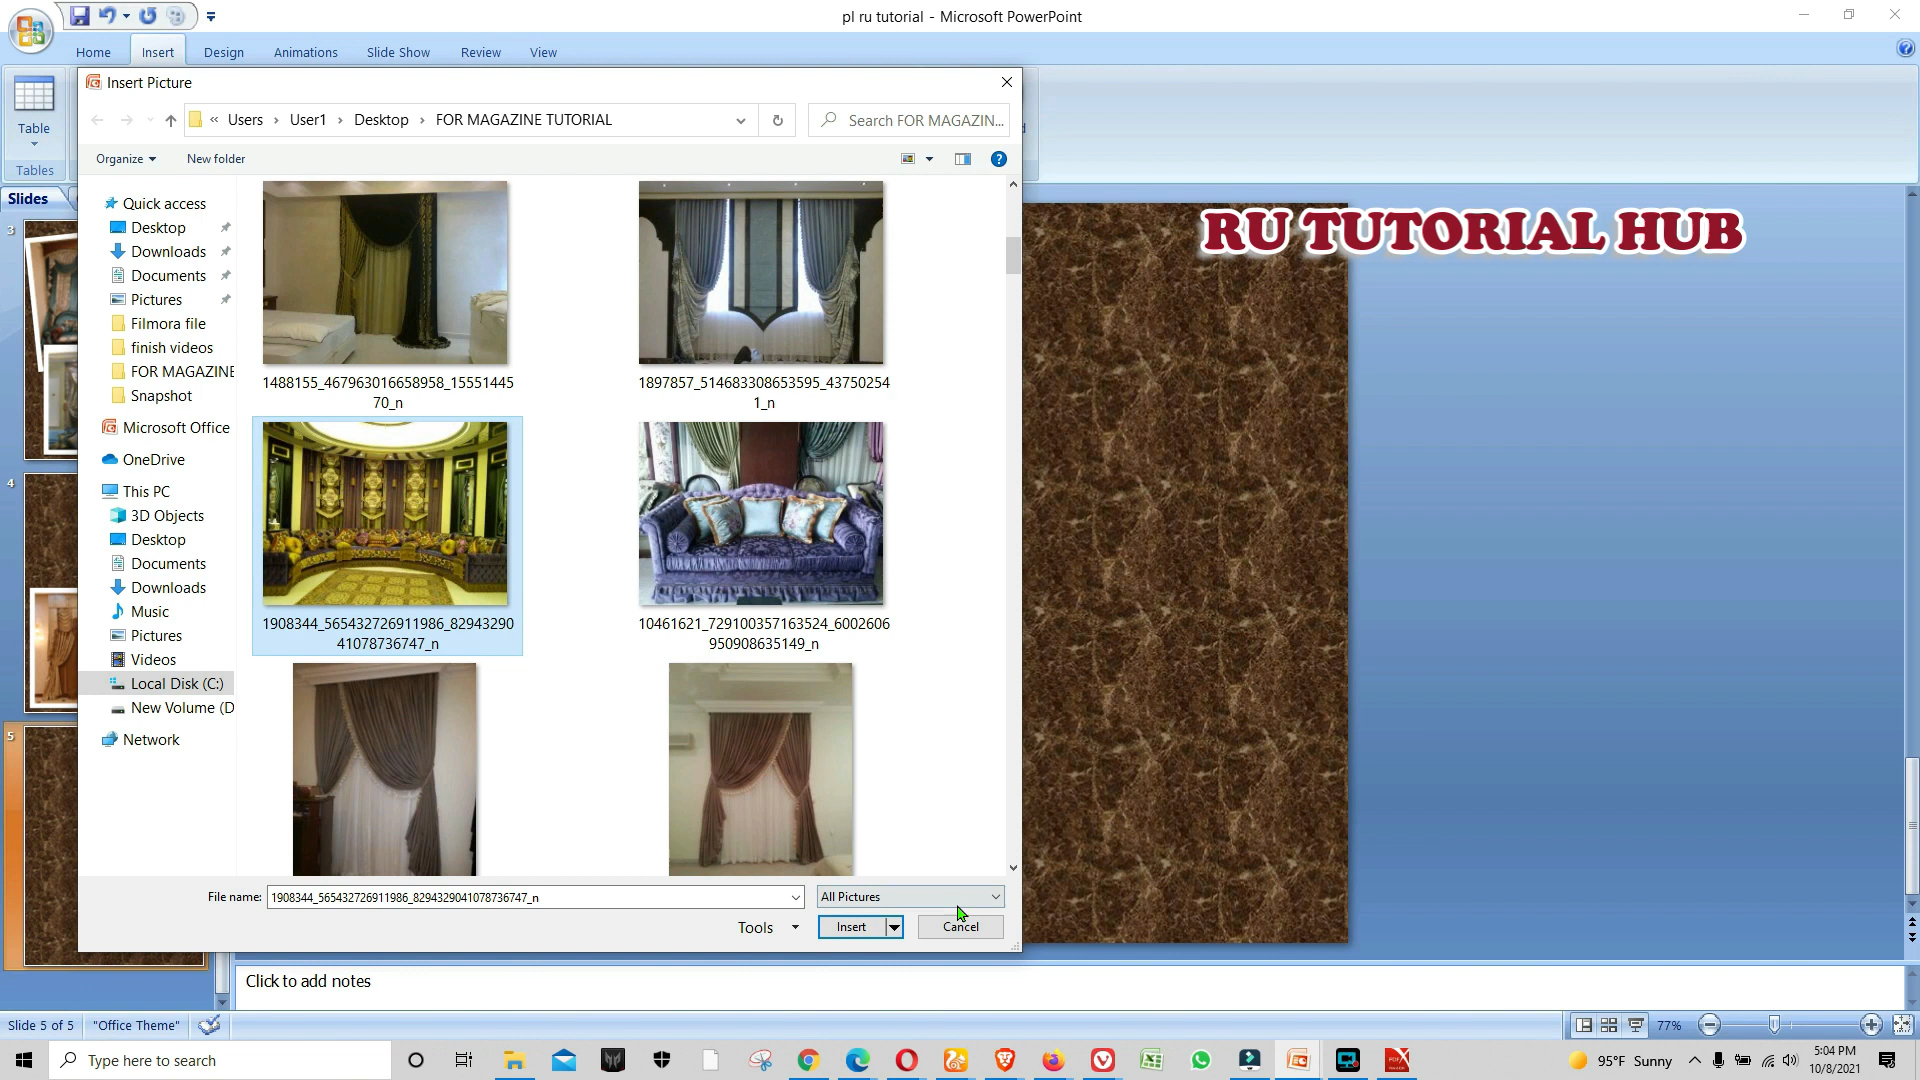 pl ru tutorial - Microsoft PowerPoint
Home Insert Design Animations Slide Show Review View
Insert Picture
« Users › User1 › Desktop › FOR MAGAZINE TUTORIAL
Search FOR MAGAZIN...
Organize
New folder
Table
Tables
Slides
3
4
5
Quick access
Desktop
Downloads
Documents
Pictures
Filmora file
finish videos
FOR MAGAZINE
Snapshot
Microsoft Office
OneDrive
This PC
3D Objects
Desktop
Documents
Downloads
Music
Pictures
Videos
Local Disk (C:)
New Volume (D
Network
1488155_467963016658958_15551445
70_n
1897857_514683308653595_43750254
1_n
1908344_565432726911986_82943290
41078736747_n
10461621_729100357163524_6002606
950908635149_n
File name: 1908344_565432726911986_8294329041078736747_n
All Pictures
Tools
Insert
Cancel
RU TUTORIAL HUB
Click to add notes
Slide 5 of 5
"Office Theme"
77%
Type here to search
95°F Sunny
5:04 PM
10/8/2021